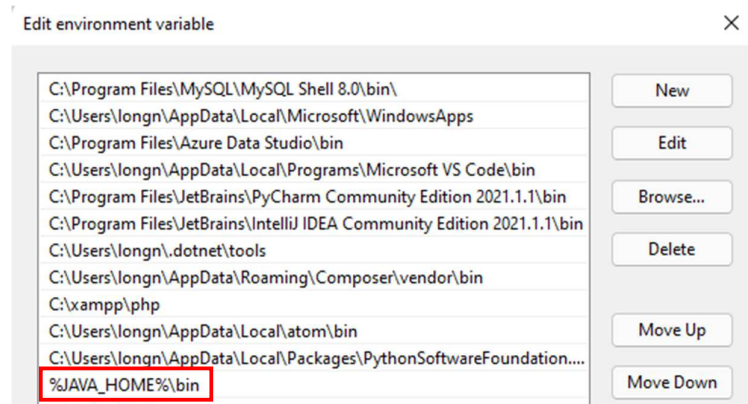 Edit environment variable
C:\Program Files\MySQL\MySQL Shell 8.0\bin\
New
C:\Users\longn\AppData\Local\Microsoft\WindowsApps
C:\Program Files\Azure Data Studio\bin
Edit
C:\Users\longn\AppData\Local\Programs\Microsoft VS Code\bin
C:\Program Files\JetBrains\PyCharm Community Edition 2021.1.1\bin
Browse...
C:\Program Files\JetBrains\IntelliJ IDEA Community Edition 2021.1.1\bin
C:\Users\longn\.dotnet\tools
Delete
C:\Users\longn\AppData\Roaming\Composer\vendor\bin
C:\xampp\php
C:\Users\longn\AppData\Local\atom\bin
Move Up
C:\Users\longn\AppData\Local\Packages\PythonSoftwareFoundation....
%JAVA_HOME%\bin
Move Down